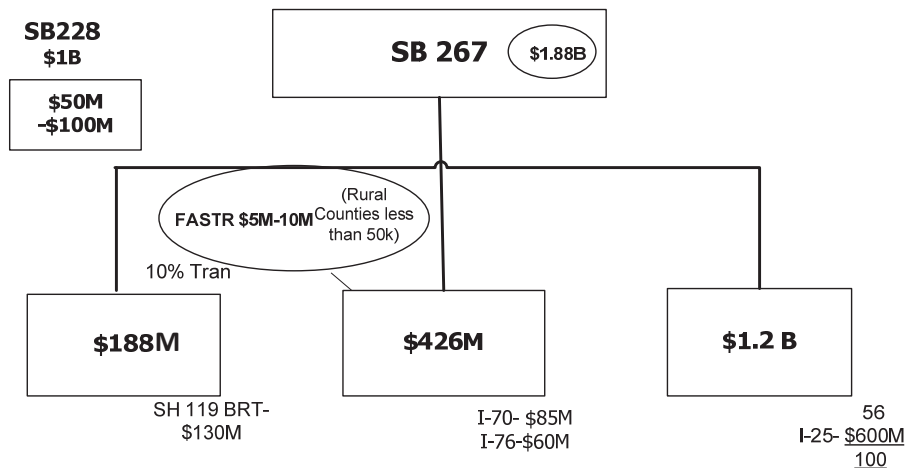 SB228
$1B
$50M
-$100M
SB 267
$1.88B
FASTR $5M-10M
(Rural
Counties less
than 50k)
10% Tran
$188M
$426M
$1.2 B
SH 119 BRT-
$130M
I-70- $85M
I-76-$60M
56
I-25- $600M
100